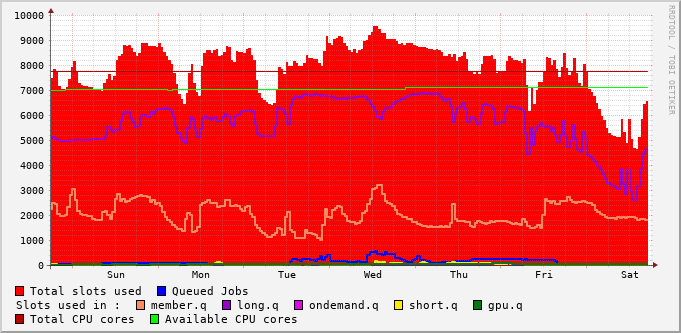 10000
9000
8000
7000
6000
5000
4000
3000
2000
1000
0
Sun Mon Tue Wed Thu Fri Sat
RRDTOOL / TOBI OETIKER
Total slots used Queued Jobs
Slots used in : member.q long.q ondemand.q short.q gpu.q
Total CPU cores Available CPU cores